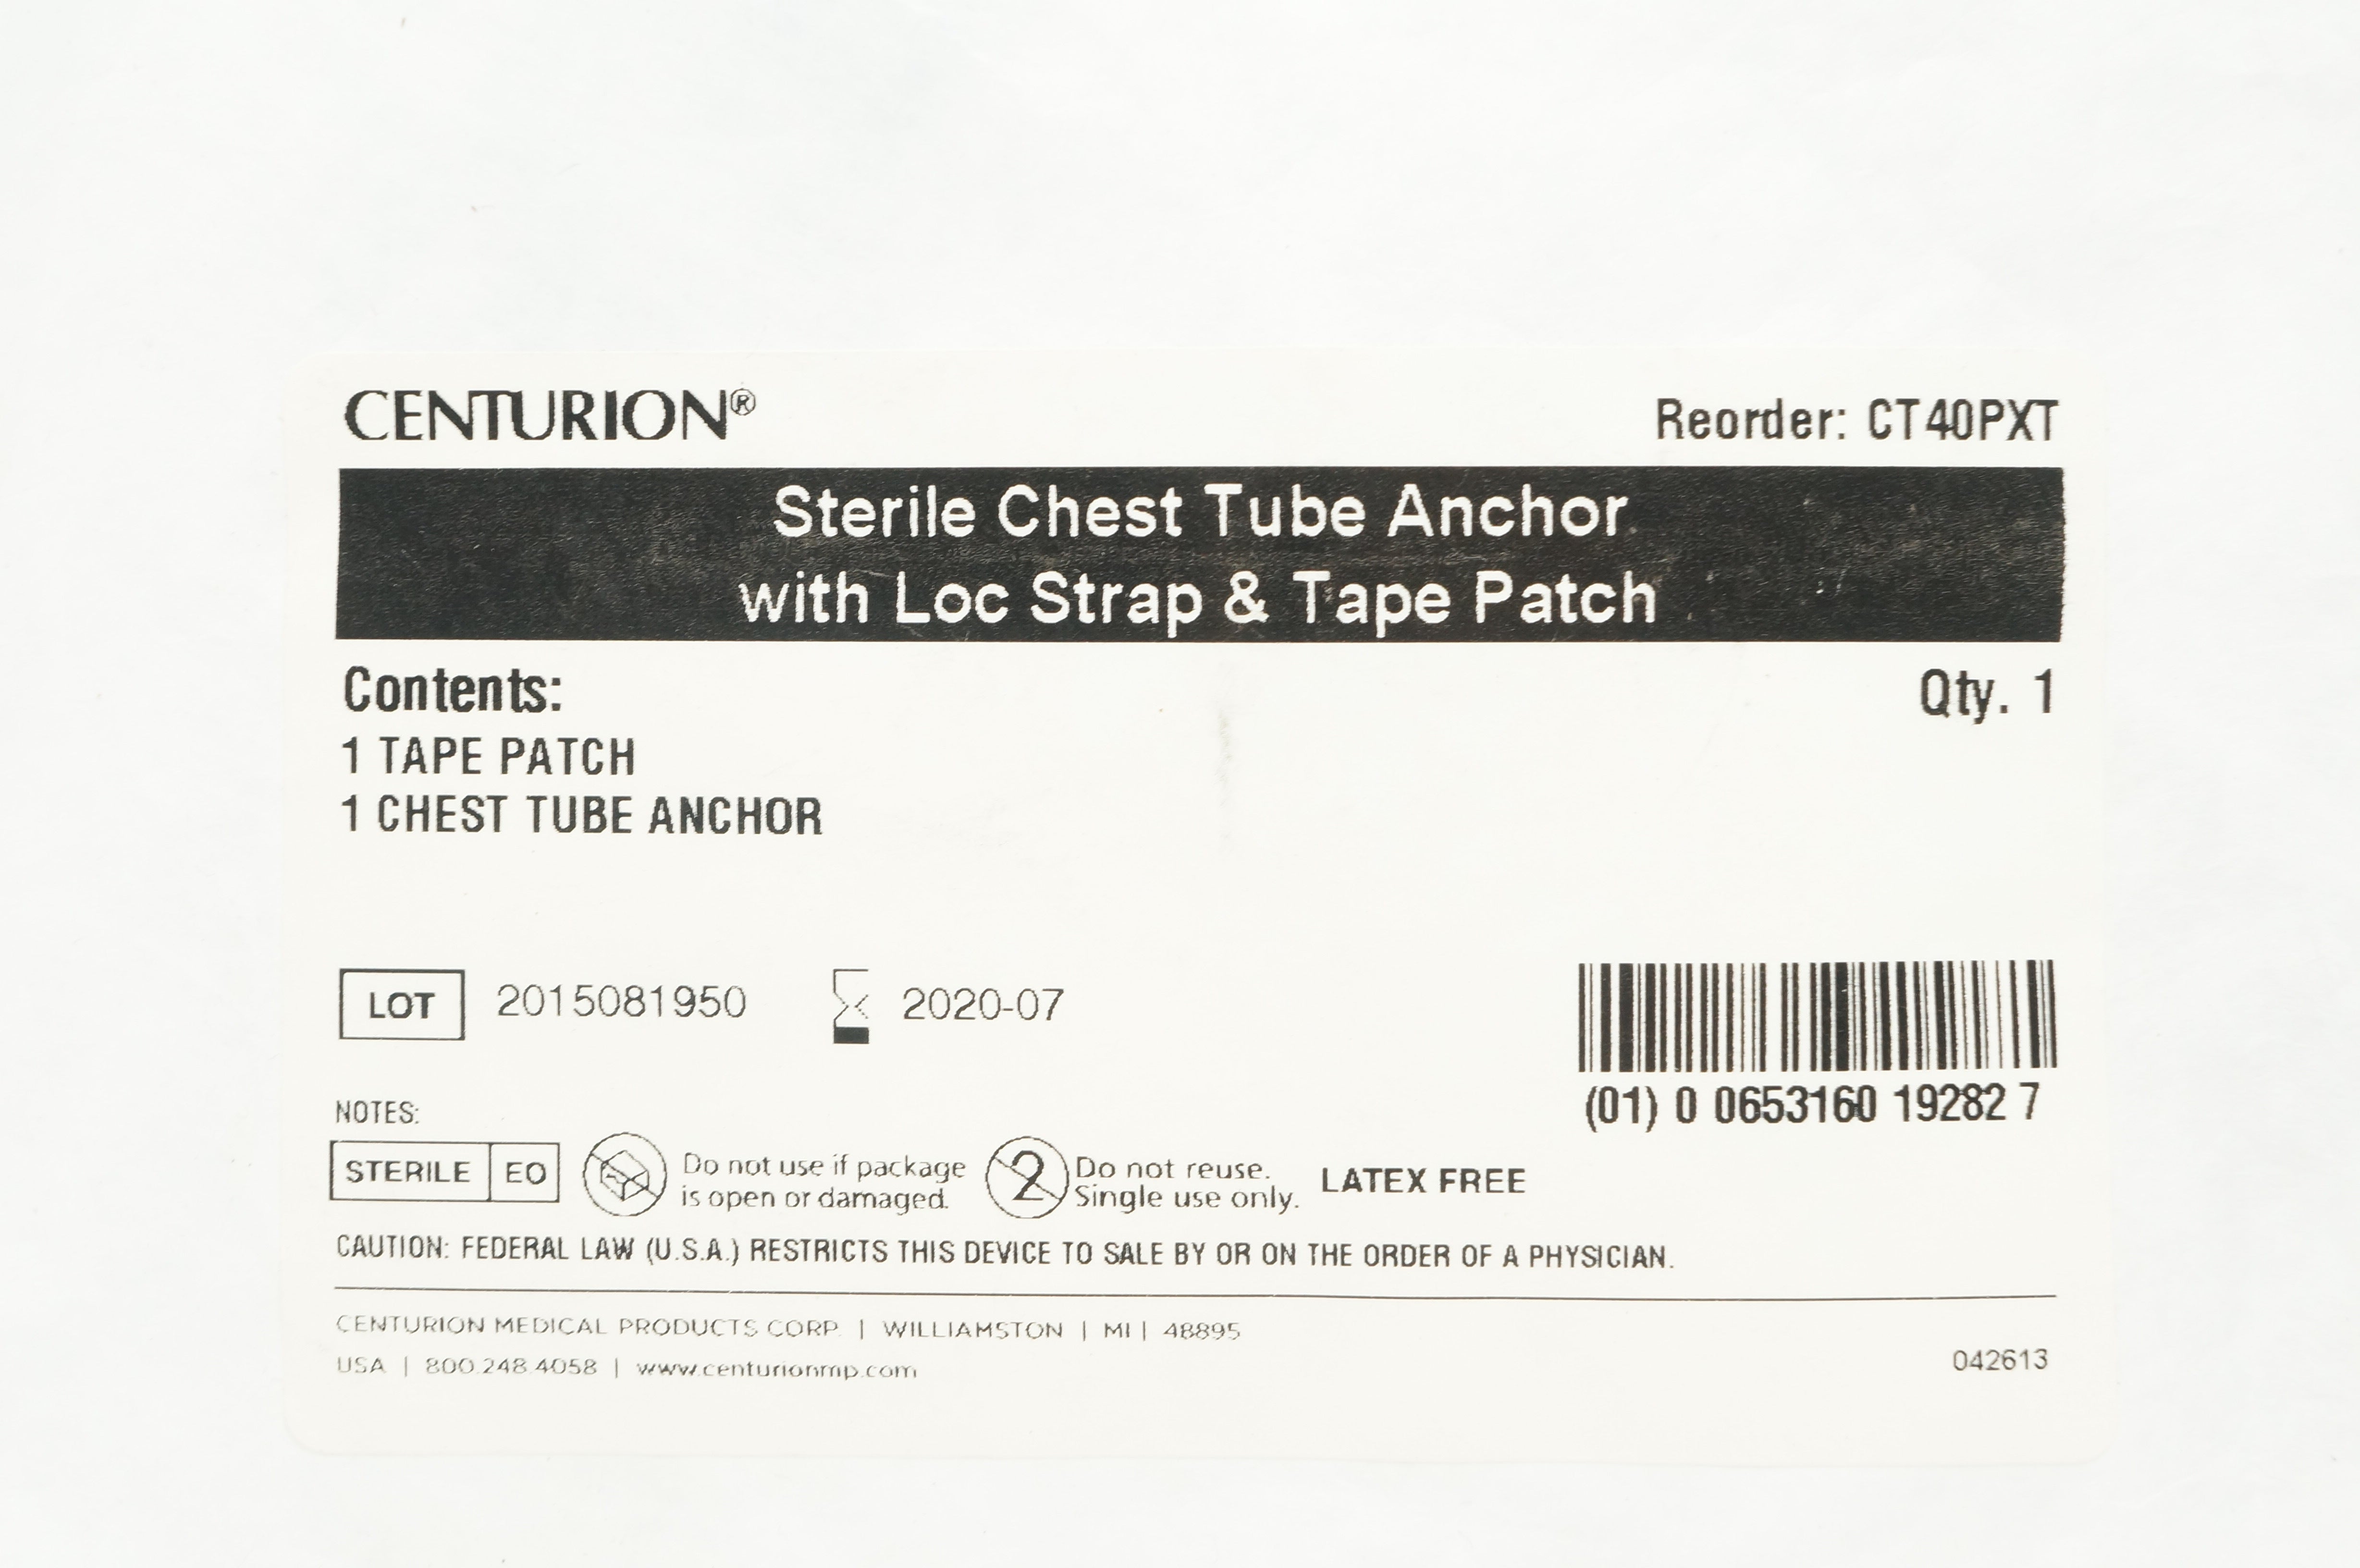 CENTURION®
Reorder: CT40PXT
Sterile Chest Tube Anchor
with Loc Strap & Tape Patch
Contents:
Qty. 1
1 TAPE PATCH
1 CHEST TUBE ANCHOR
LOT 2015081950 2020-07
(01) 0 0653160 19282 7
NOTES:
STERILE EO
Do not use if package
is open or damaged.
2
Do not reuse.
Single use only.
LATEX FREE
CAUTION: FEDERAL LAW (U.S.A.) RESTRICTS THIS DEVICE TO SALE BY OR ON THE ORDER OF A PHYSICIAN.
CENTURION MEDICAL PRODUCTS CORP. | WILLIAMSTON | MI | 48895
USA | 800.248.4058 | www.centurionmp.com
042613